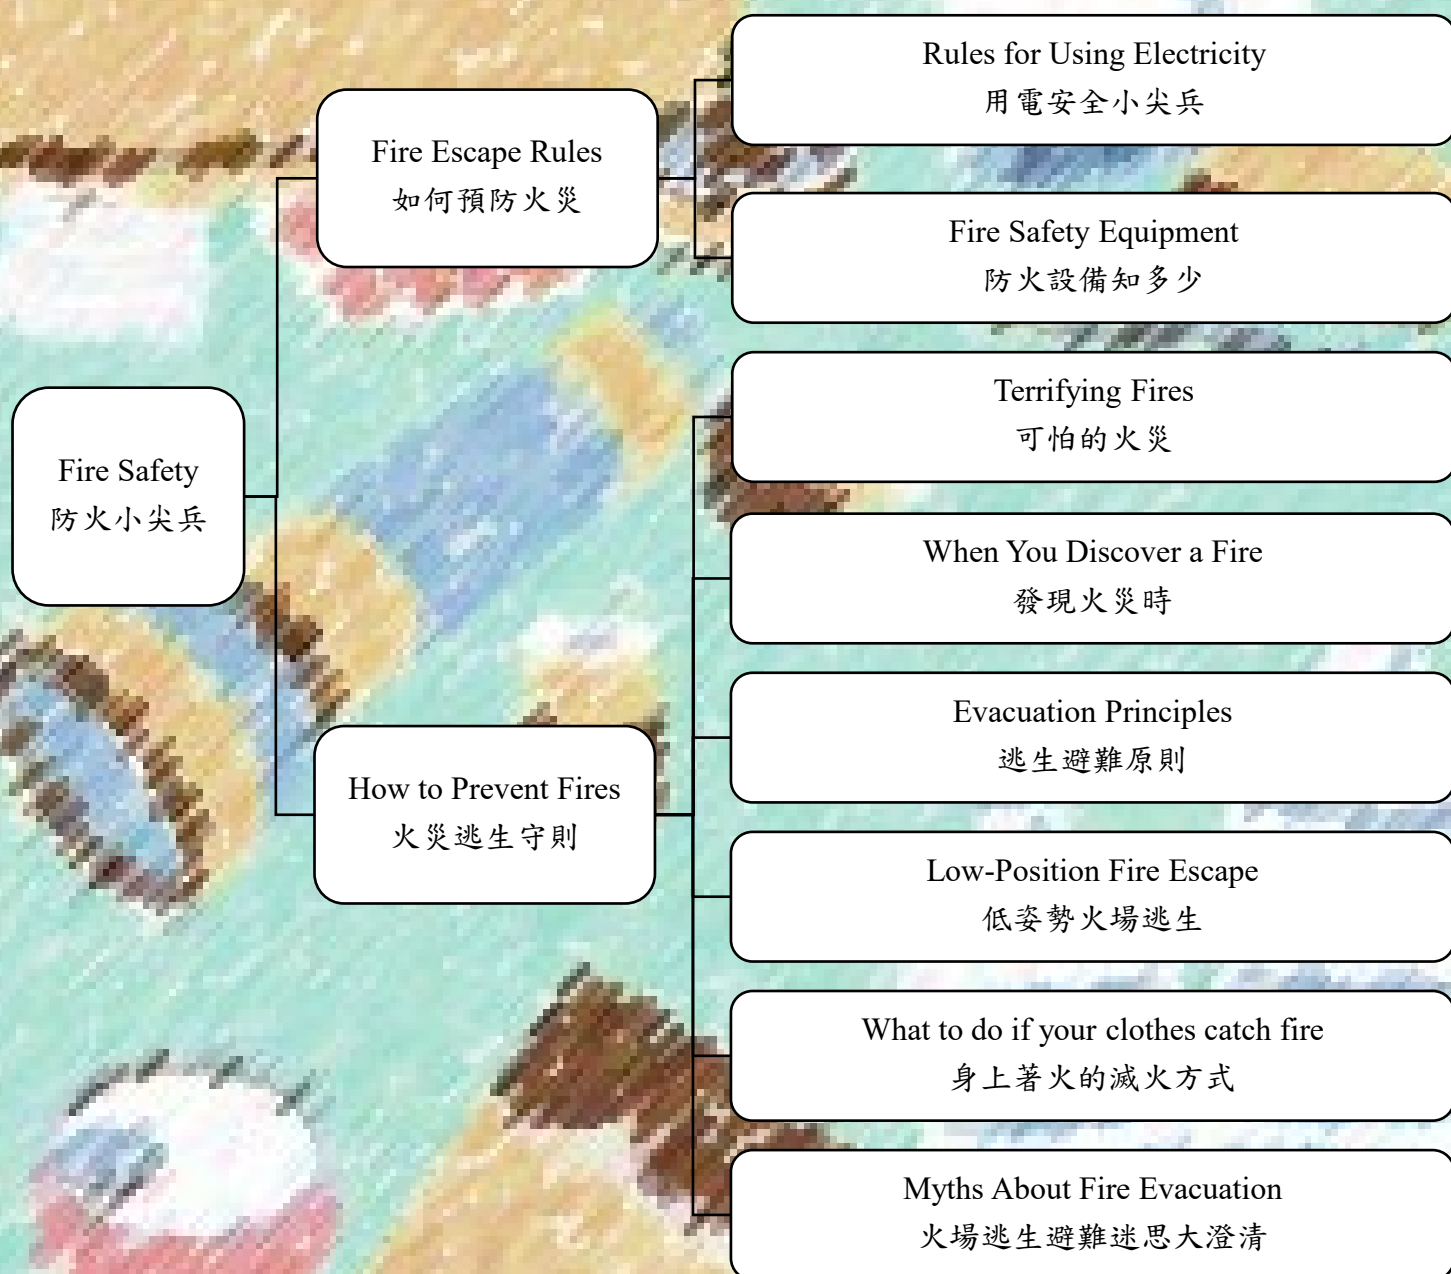 Fire Safety
防火小尖兵
Fire Escape Rules
如何預防火災
Rules for Using Electricity
用電安全小尖兵
Fire Safety Equipment
防火設備知多少
How to Prevent Fires
火災逃生守則
Terrifying Fires
可怕的火災
When You Discover a Fire
發現火災時
Evacuation Principles
逃生避難原則
Low-Position Fire Escape
低姿勢火場逃生
What to do if your clothes catch fire
身上著火的滅火方式
Myths About Fire Evacuation
火場逃生避難迷思大澄清